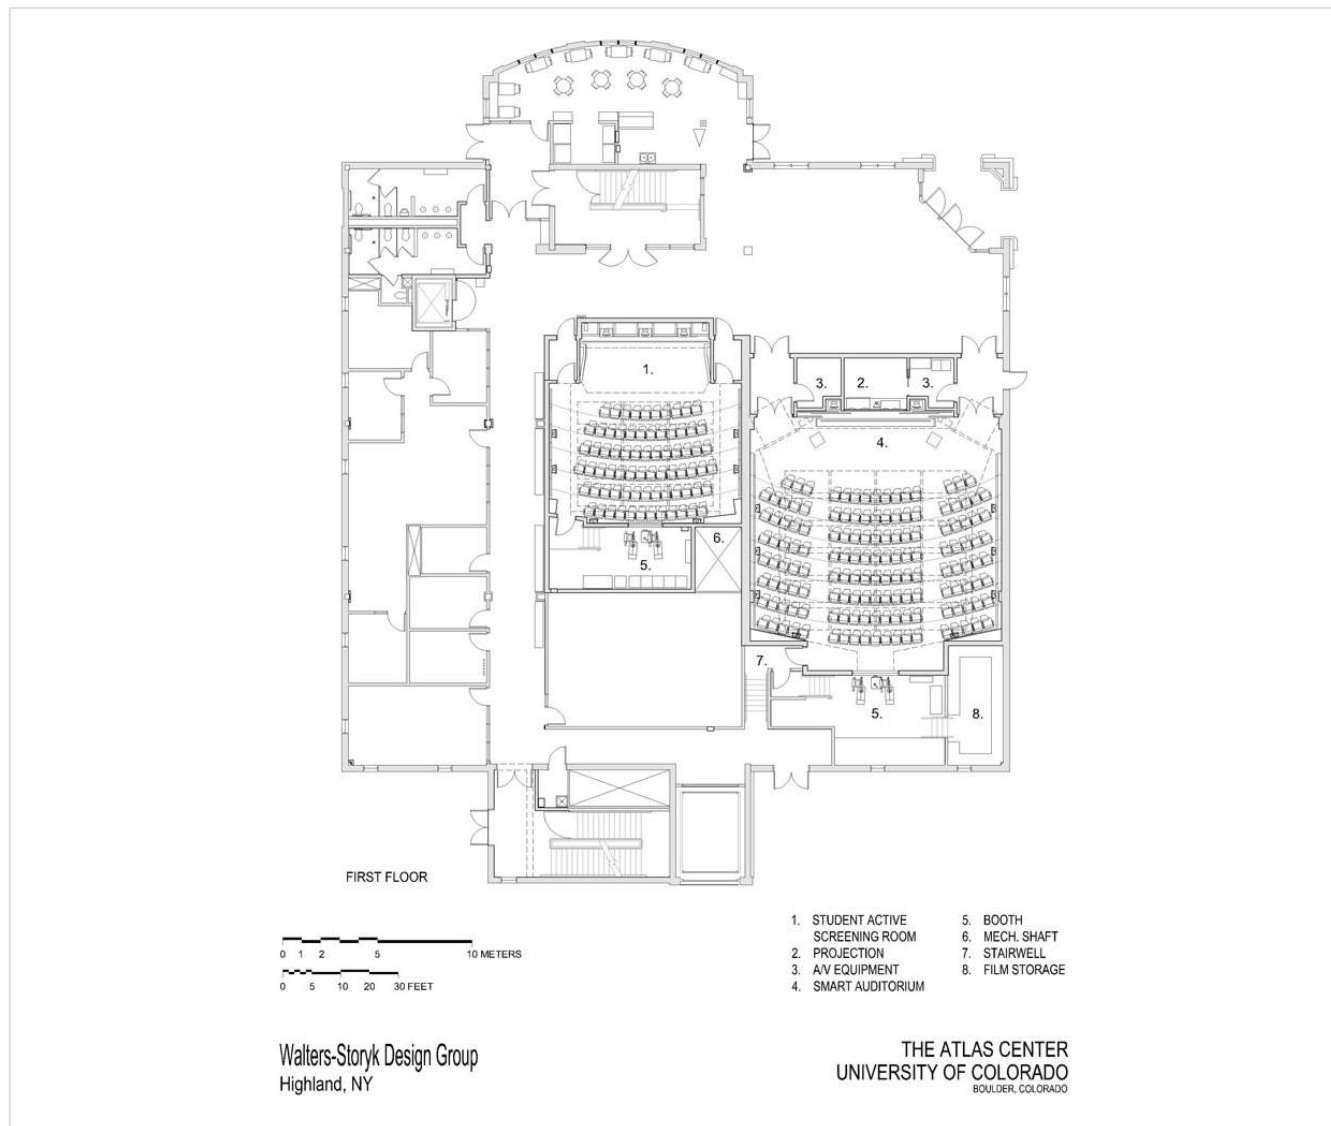 1.
3.
2.
3.
4.
6.
5.
7.
5.
8.
FIRST FLOOR
0 1 2 5 10 METERS
0 5 10 20 30 FEET
1. STUDENT ACTIVE
SCREENING ROOM
2. PROJECTION
3. A/V EQUIPMENT
4. SMART AUDITORIUM
5. BOOTH
6. MECH. SHAFT
7. STAIRWELL
8. FILM STORAGE
Walters-Storyk Design Group
Highland, NY
THE ATLAS CENTER
UNIVERSITY OF COLORADO
BOULDER, COLORADO